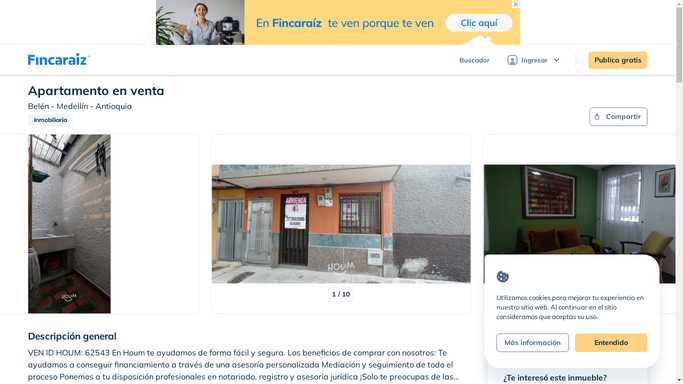 En Fincaraíz te ven porque te ven
Clic aquí
Fincaraiz
Buscador
Ingresar
Publica gratis
Apartamento en venta
Belén - Medellín - Antioquia
Inmobiliaria
Compartir
HOUM
HOUM
1 / 10
Utilizamos cookies para mejorar tu experiencia en
nuestro sitio web. Al continuar en el sitio
consideramos que aceptas su uso.
Más información
Entendido
Descripción general
VEN ID HOUM: 62543 En Houm te ayudamos de forma fácil y segura. Los beneficios de comprar con nosotros: Te
ayudamos a conseguir financiamiento a través de una asesoría personalizada Mediación y seguimiento de todo el
proceso Ponemos a tu disposición profesionales en notariado, registro y asesoría jurídica ¡Solo te preocupas de las...
¿Te interesó este inmueble?